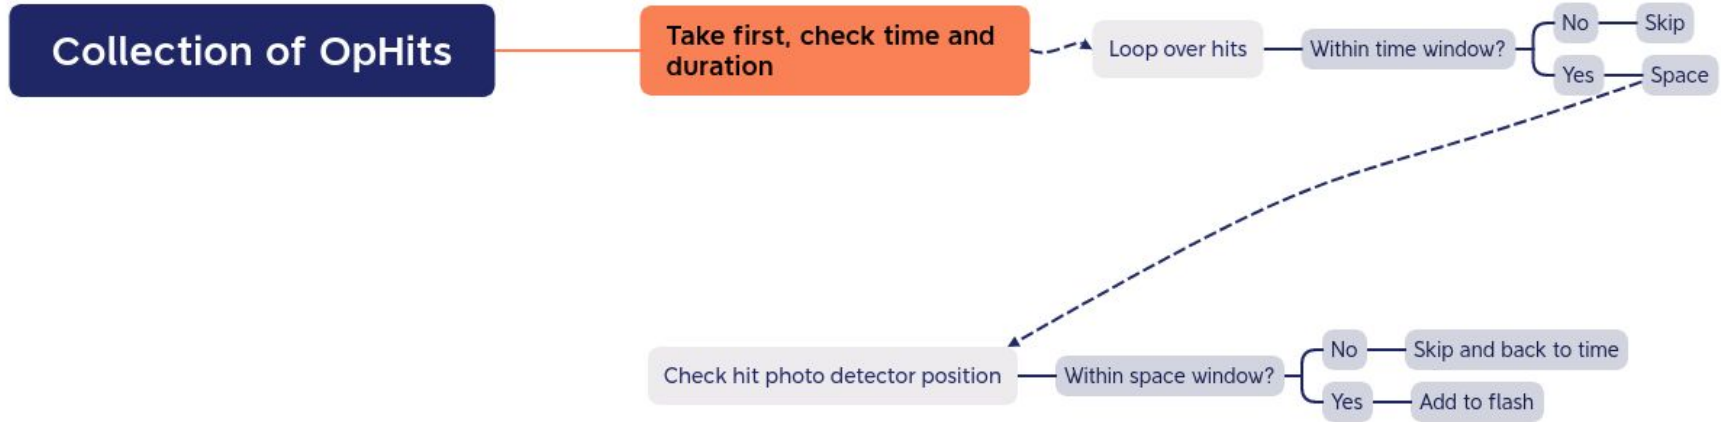 Collection of OpHits
Take first, check time and
duration
Loop over hits
Within time window?
No
Skip
Yes
Space
Check hit photo detector position
Within space window?
No
Skip and back to time
Yes
Add to flash